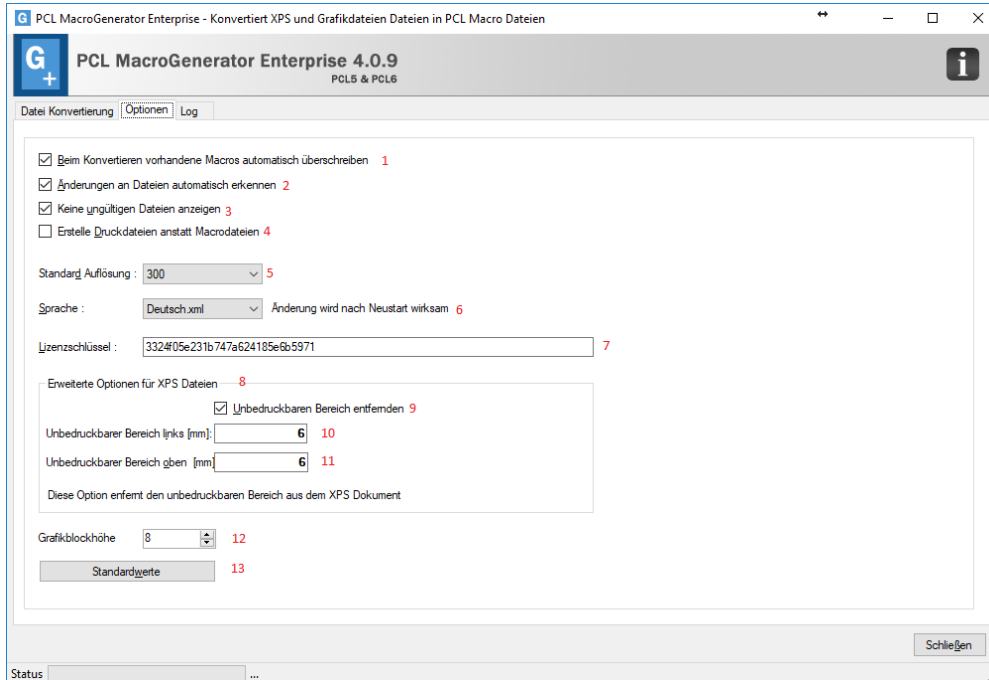 G PCL MacroGenerator Enterprise - Konvertiert XPS und Grafikdateien Dateien in PCL Macro Dateien
G+ PCL MacroGenerator Enterprise 4.0.9
PCL5 & PCL6
i
Datei Konvertierung Optionen Log
Beim Konvertieren vorhandene Macros automatisch überschreiben 1
Änderungen an Dateien automatisch erkennen 2
Keine ungültigen Dateien anzeigen 3
Erstelle Druckdateien anstatt Macrodateien 4
Standard Auflösung : 300 5
Sprache : Deutsch.xml Änderung wird nach Neustart wirksam 6
Lizenzschlüssel : 3324f05e231b747a624185e6b5971 7
Erweiterte Optionen für XPS Dateien 8
Unbedruckbaren Bereich entfernden 9
Unbedruckbarer Bereich links [mm]: 6 10
Unbedruckbarer Bereich oben [mm] 6 11
Diese Option enfernt den unbedruckbaren Bereich aus dem XPS Dokument
Grafikblockhöhe 8 12
Standardwerte 13
Schließen
Status ...